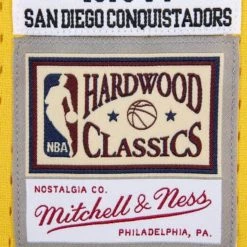 SAN DIEGO CONQUISTADORS
HARDWOOD
NBA
CLASSICS
NOSTALGIA CO.
Mitchell & Ness
PHILADELPHIA, PA.